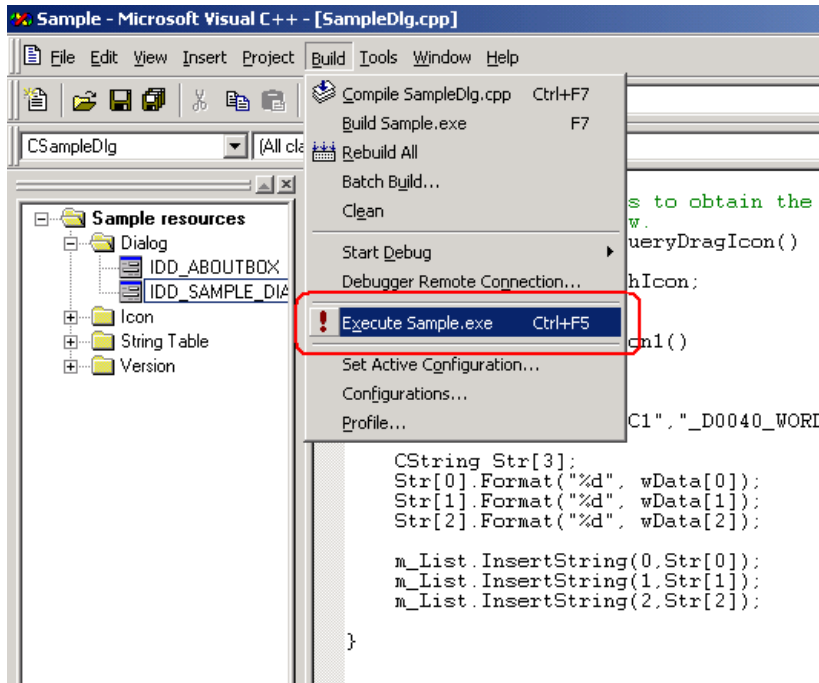 Sample - Microsoft Visual C++ - [SampleDlg.cpp]
File Edit View Insert Project Build Tools Window Help
Compile SampleDlg.cpp Ctrl+F7
Build Sample.exe F7
Rebuild All
Batch Build...
Clean
Start Debug
Debugger Remote Connection...
Execute Sample.exe Ctrl+F5
Set Active Configuration...
Configurations...
Profile...
CSampleDlg (All cla
Sample resources
Dialog
IDD_ABOUTBOX
IDD_SAMPLE_DIA
Icon
String Table
Version
s to obtain the
w.
ueryDragIcon()
hIcon;
on1()
C1","_D0040_WORD
CString Str[3];
Str[0].Format("%d", wData[0]);
Str[1].Format("%d", wData[1]);
Str[2].Format("%d", wData[2]);
m_List.InsertString(0,Str[0]);
m_List.InsertString(1,Str[1]);
m_List.InsertString(2,Str[2]);
}